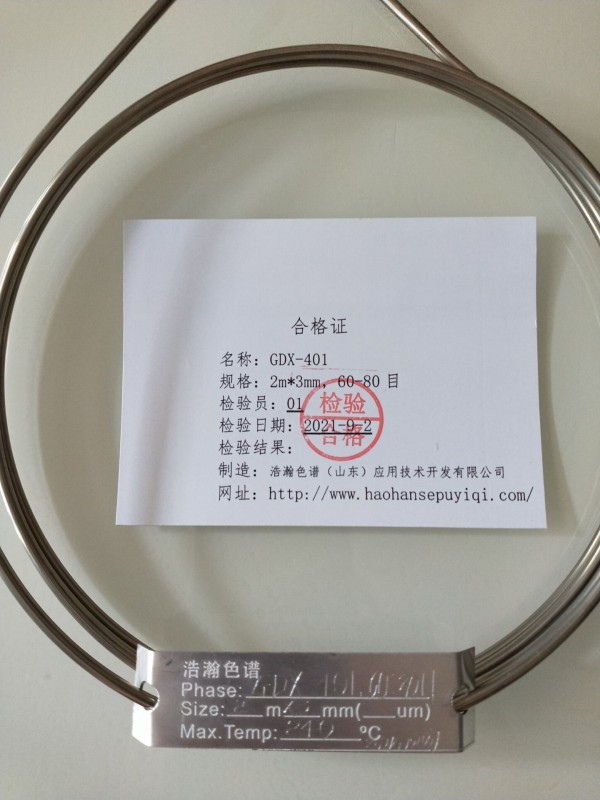 合格证
名称：GDX-401
规格：2m*3mm，60-80目
检验员：01
检验日期：2021-9-2
检验结果：
检验
合格
制造：浩瀚色谱（山东）应用技术开发有限公司
网址：http://www.haohansepuyiqi.com/
浩瀚色谱
Phase: GDX
Size: m mm( um)
Max.Temp: 240 ºC